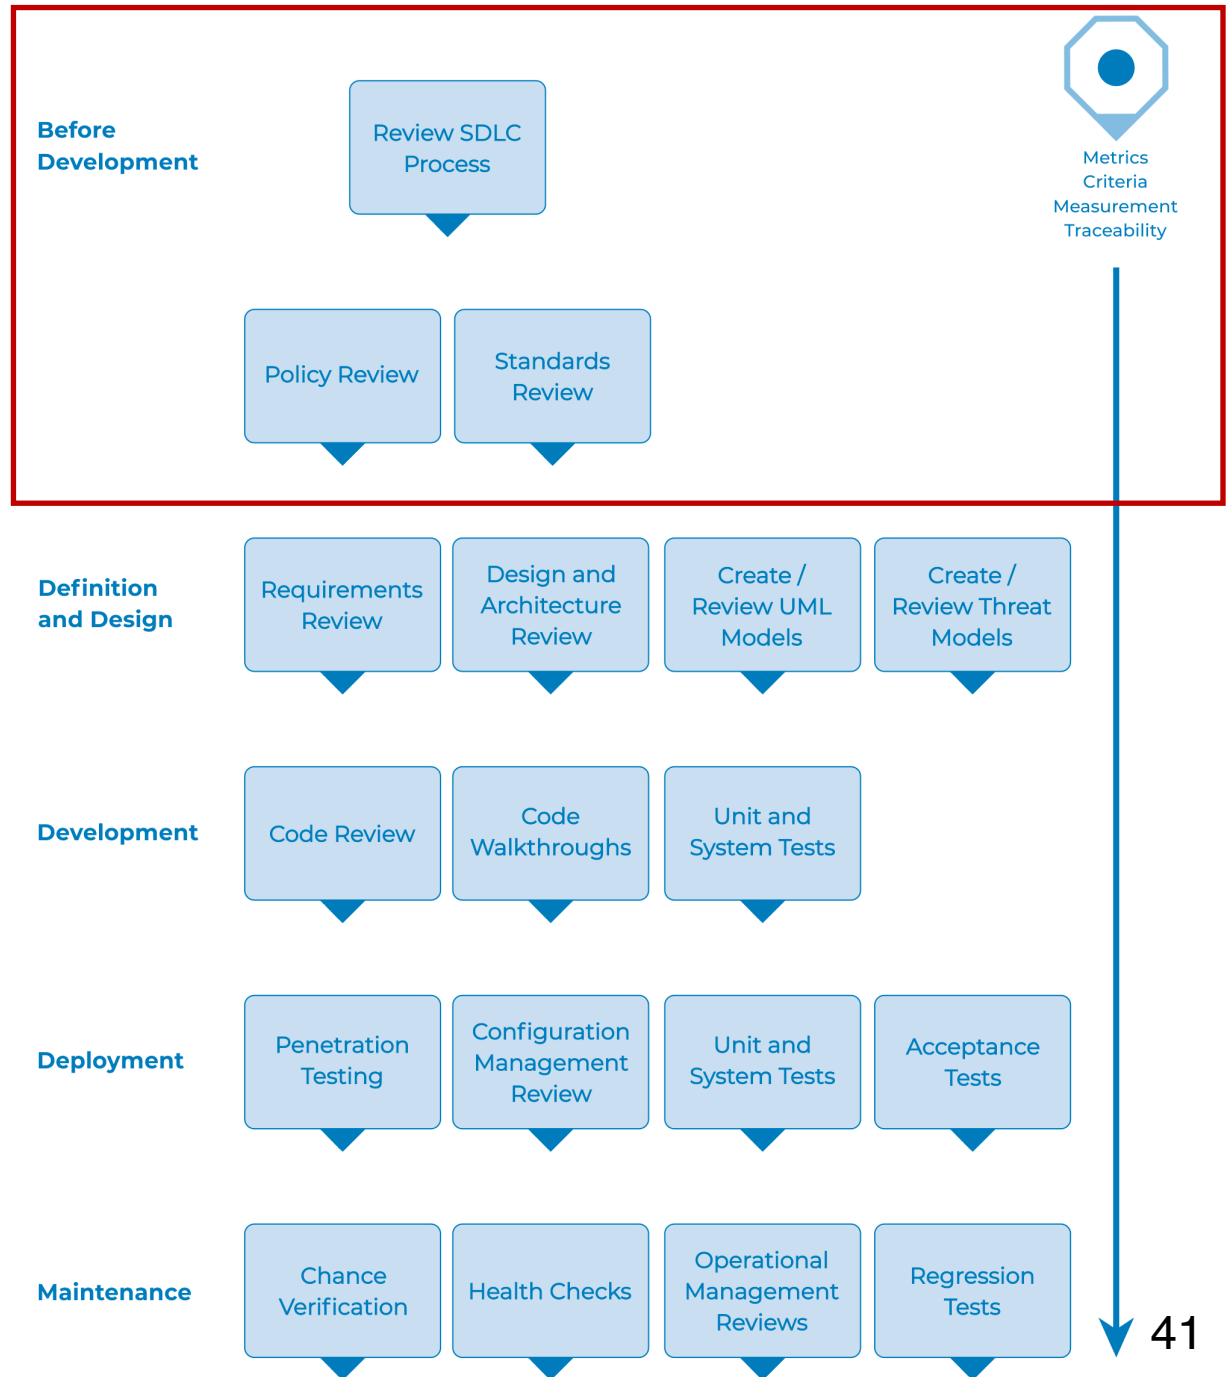 Before
Development
Review SDLC
Process
Metrics
Criteria
Measurement
Traceability
Policy Review
Standards
Review
Definition
and Design
Requirements
Review
Design and
Architecture
Review
Create /
Review UML
Models
Create /
Review Threat
Models
Development
Code Review
Code
Walkthroughs
Unit and
System Tests
Deployment
Penetration
Testing
Configuration
Management
Review
Unit and
System Tests
Acceptance
Tests
Maintenance
Chance
Verification
Health Checks
Operational
Management
Reviews
Regression
Tests
41